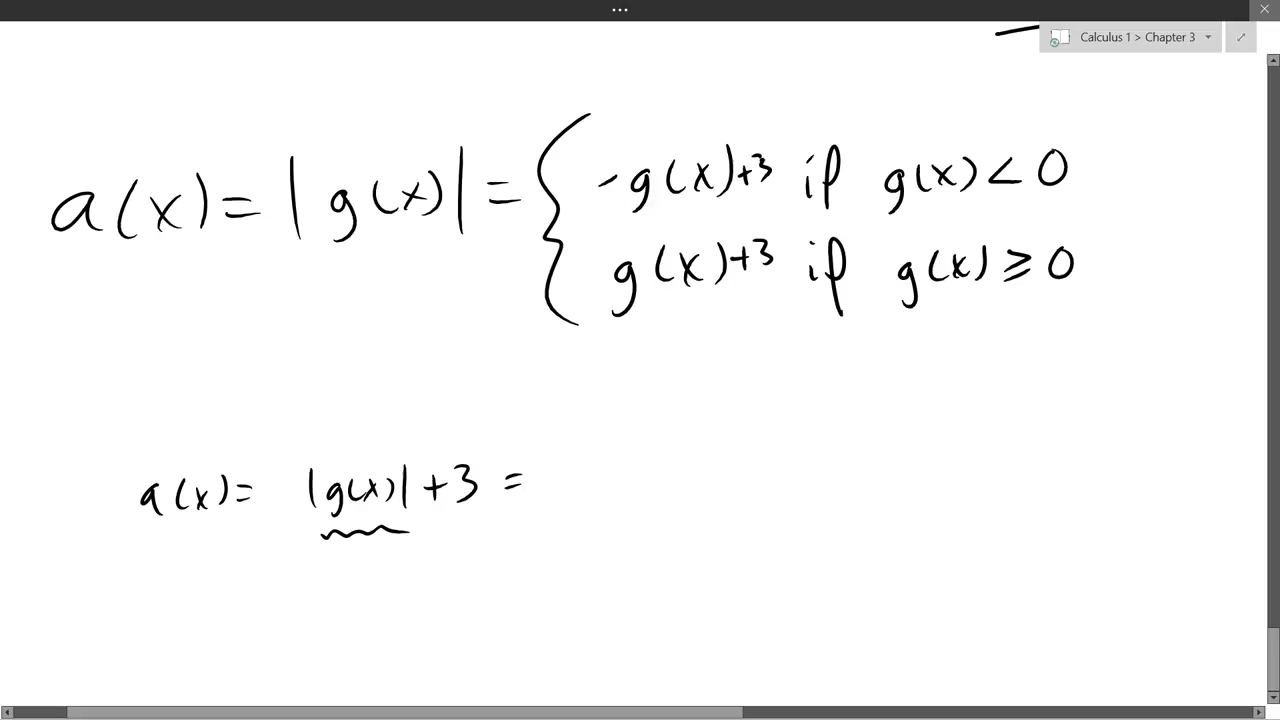 Calculus 1 > Chapter 3
a(x) = |g(x)| = { -g(x)+3 if g(x) < 0
g(x)+3 if g(x) ≥ 0
a(x) = |g(x)| + 3 =